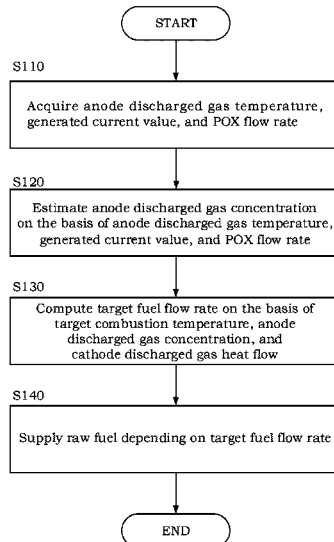 START
S110
Acquire anode discharged gas temperature,
generated current value, and POX flow rate
S120
Estimate anode discharged gas concentration
on the basis of anode discharged gas temperature,
generated current value, and POX flow rate
S130
Compute target fuel flow rate on the basis of
target combustion temperature, anode
discharged gas concentration, and
cathode discharged gas heat flow
S140
Supply raw fuel depending on target fuel flow rate
END